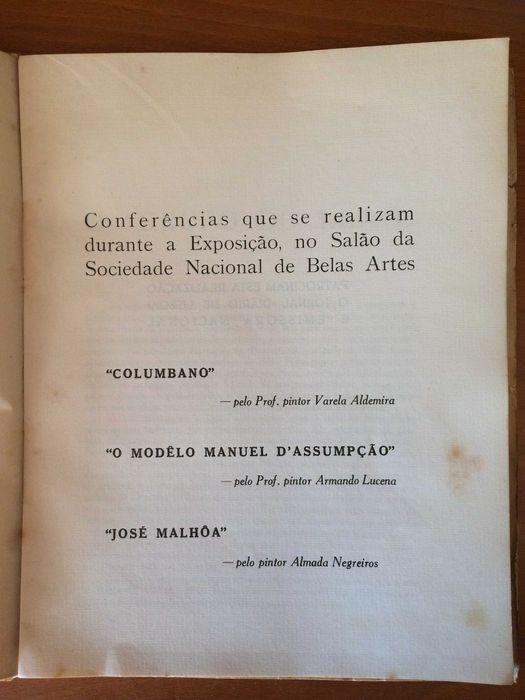 Conferências que se realizam
durante a Exposição, no Salão da
Sociedade Nacional de Belas Artes
"COLUMBANO"
— pelo Prof. pintor Varela Aldemira
"O MODÊLO MANUEL D'ASSUMPÇÃO"
— pelo Prof. pintor Armando Lucena
"JOSÉ MALHÔA"
— pelo pintor Almada Negreiros